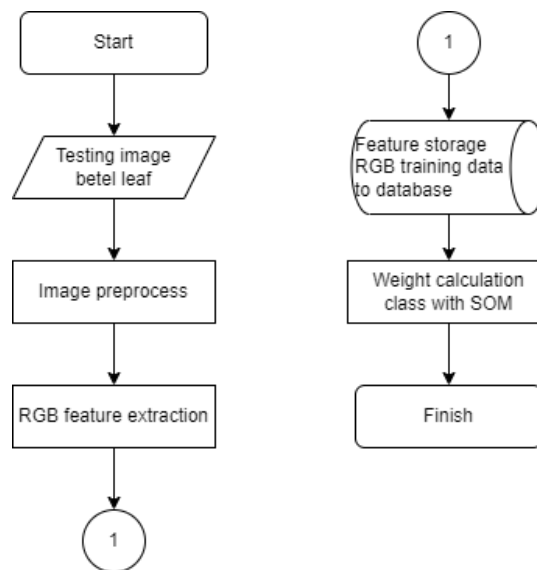 Start
Testing image
betel leaf
Image preprocess
RGB feature extraction
1
1
Feature storage
RGB training data
to database
Weight calculation
class with SOM
Finish